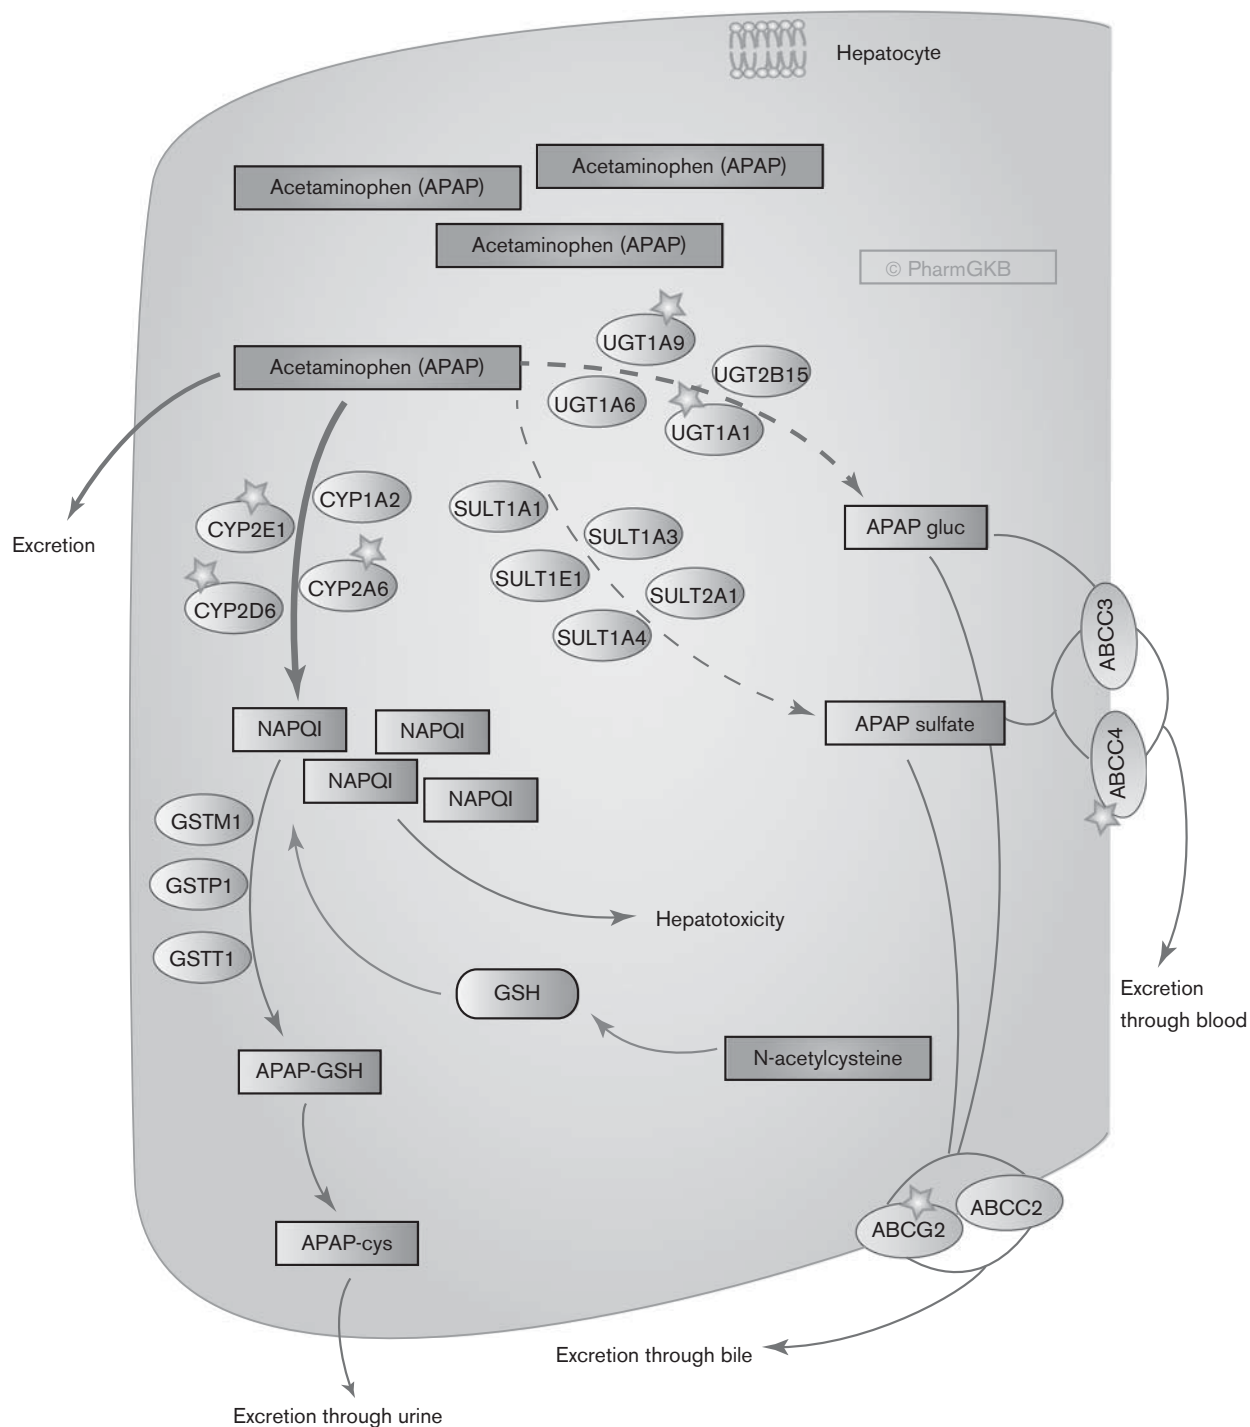 Hepatocyte
Acetaminophen (APAP)
Acetaminophen (APAP)
Acetaminophen (APAP)
© PharmGKB
UGT1A9
Acetaminophen (APAP)
UGT2B15
UGT1A6
UGT1A1
CYP1A2
SULT1A1
CYP2E1
APAP gluc
SULT1A3
Excretion
SULT1E1
CYP2A6
SULT2A1
CYP2D6
SULT1A4
ABCC3
NAPQI
NAPQI
APAP sulfate
ABCC4
NAPQI
NAPQI
GSTM1
GSTP1
Hepatotoxicity
GSTT1
GSH
Excretion
through blood
N-acetylcysteine
APAP-GSH
ABCC2
ABCG2
APAP-cys
Excretion through bile
Excretion through urine